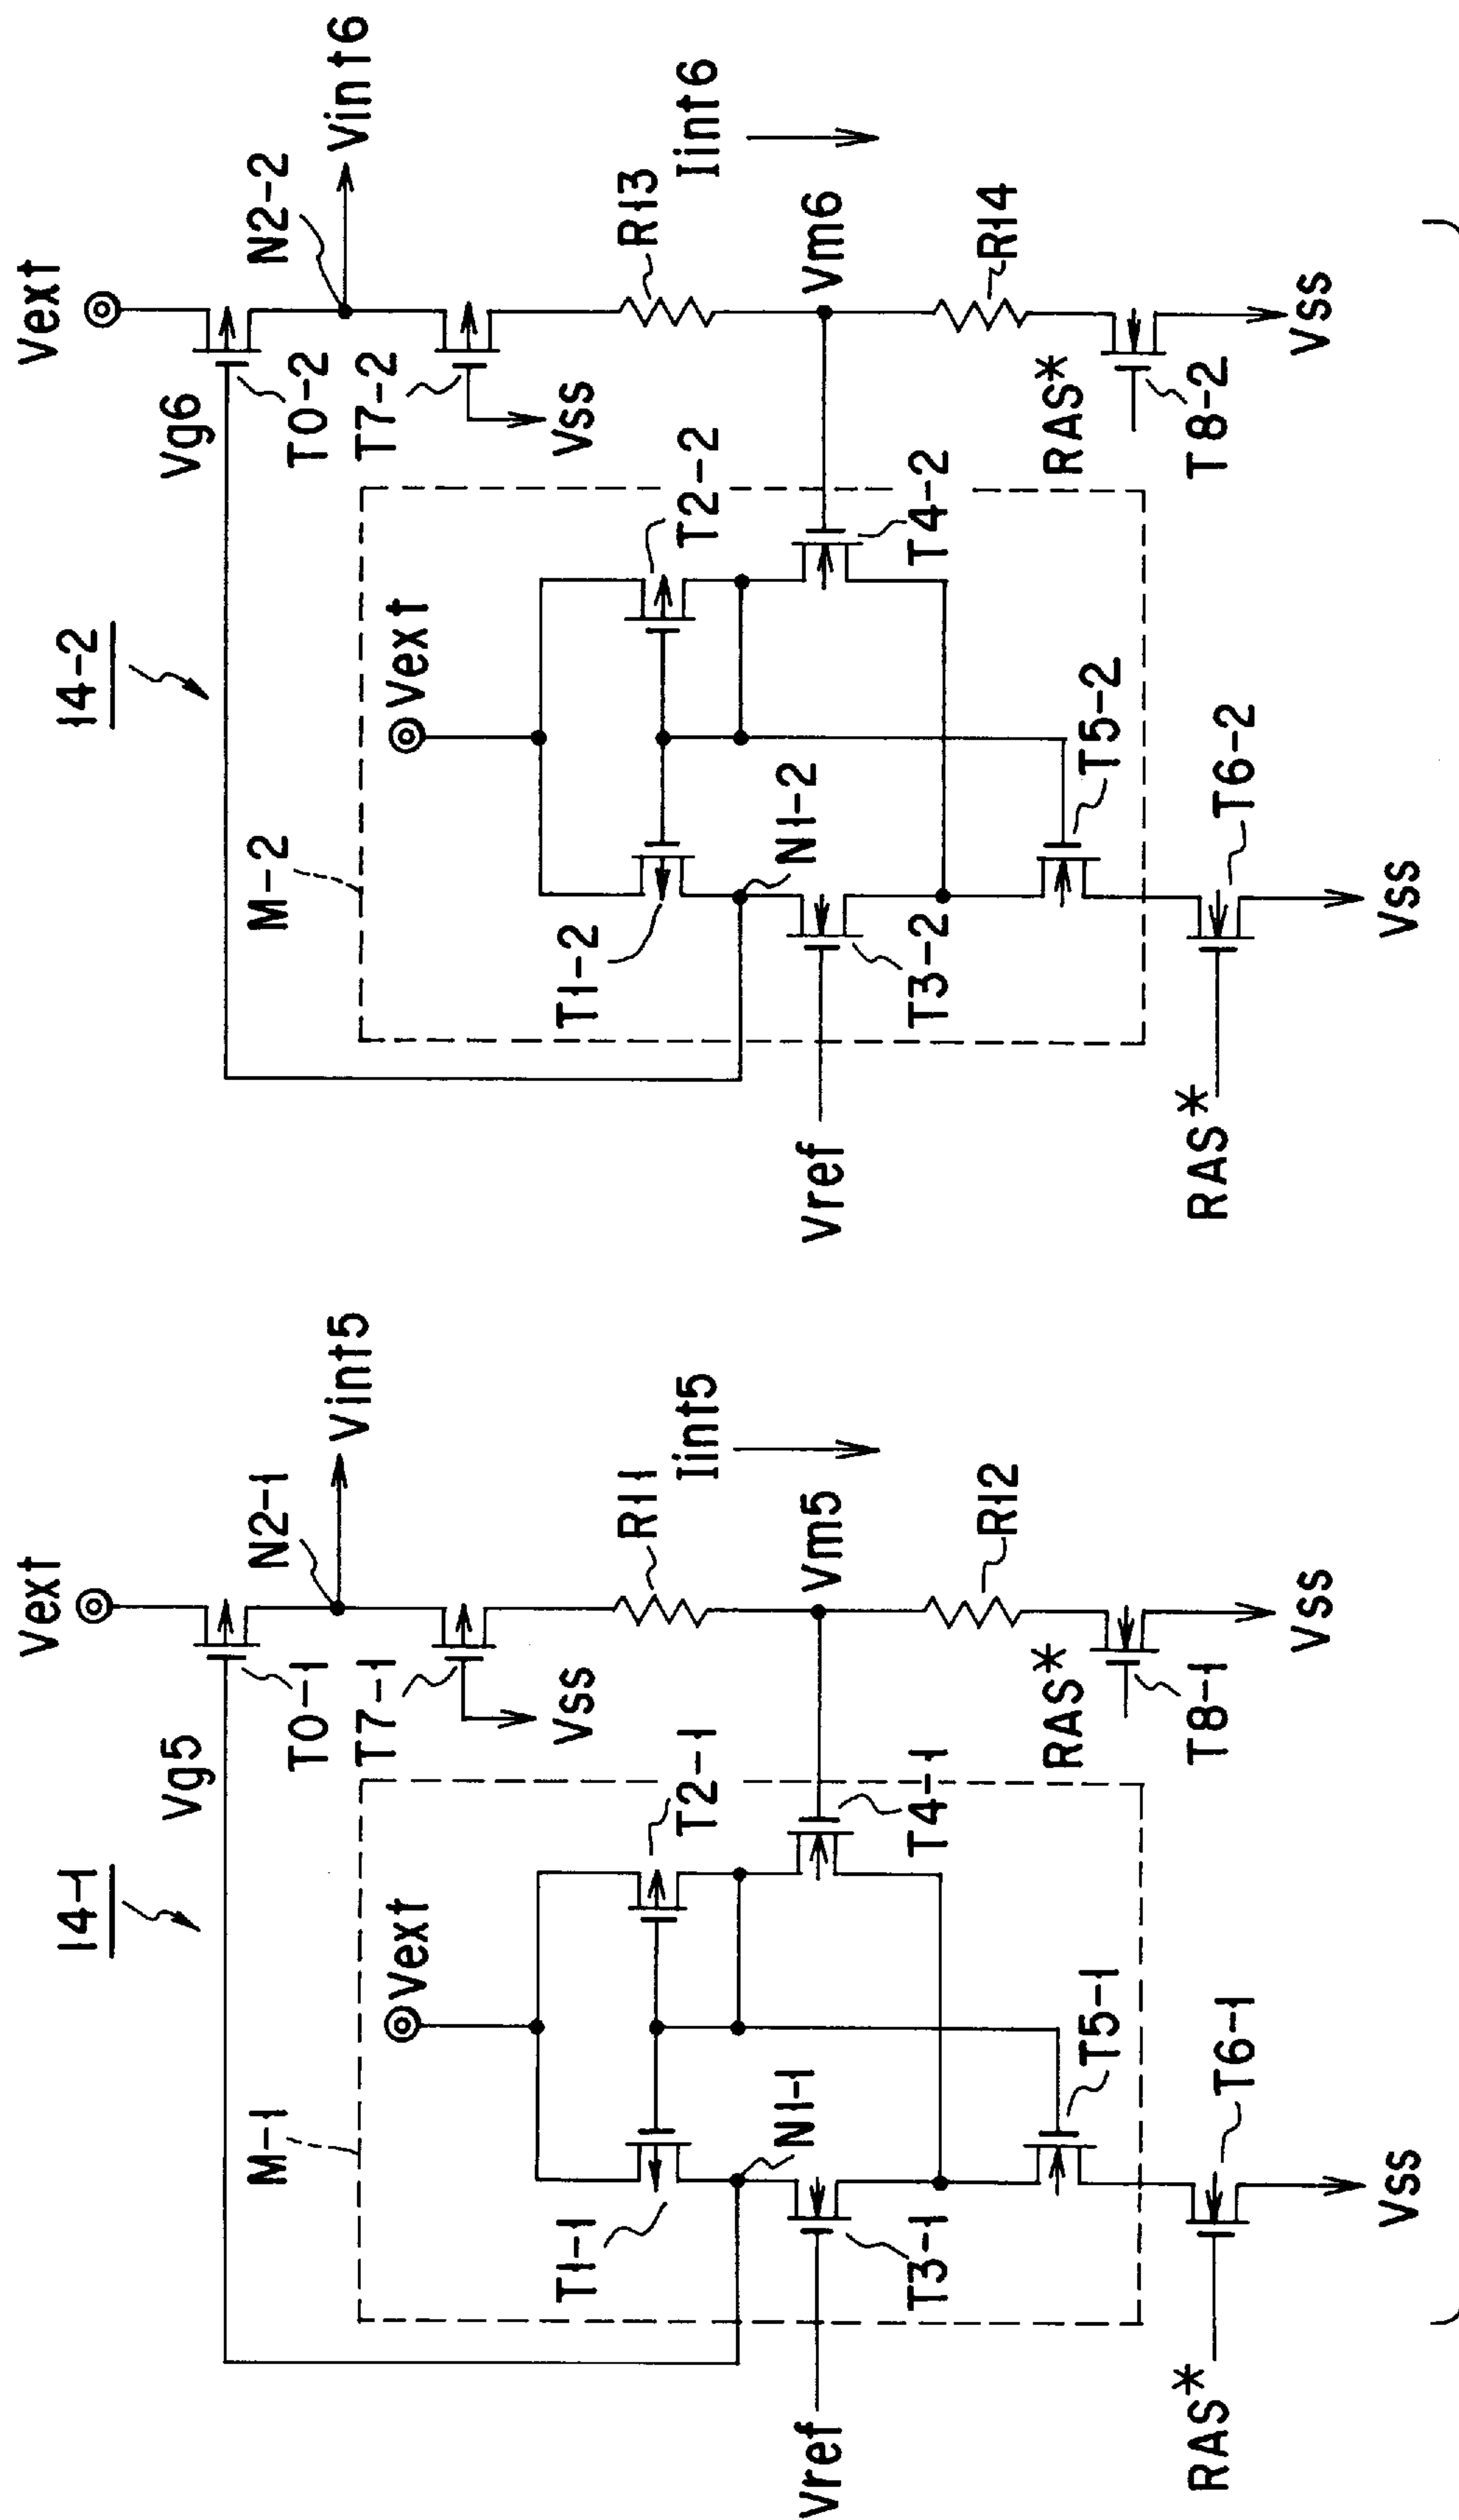 14-1
Vext
Vg5
N2-1
Vint5
T0-1
M-1
Vext
T7-1
Vss
T1-1
T2-1
R11
Iint5
N1-1
Vm5
Vref
T3-1
T4-1
R12
RAS*
T5-1
T8-1
RAS*
T6-1
Vss
Vss
14-2
Vext
Vg6
N2-2
Vint6
T0-2
M-2
Vext
T7-2
Vss
T1-2
T2-2
R13
Iint6
N1-2
Vm6
Vref
T3-2
T4-2
R14
RAS*
T5-2
T8-2
RAS*
T6-2
Vss
Vss